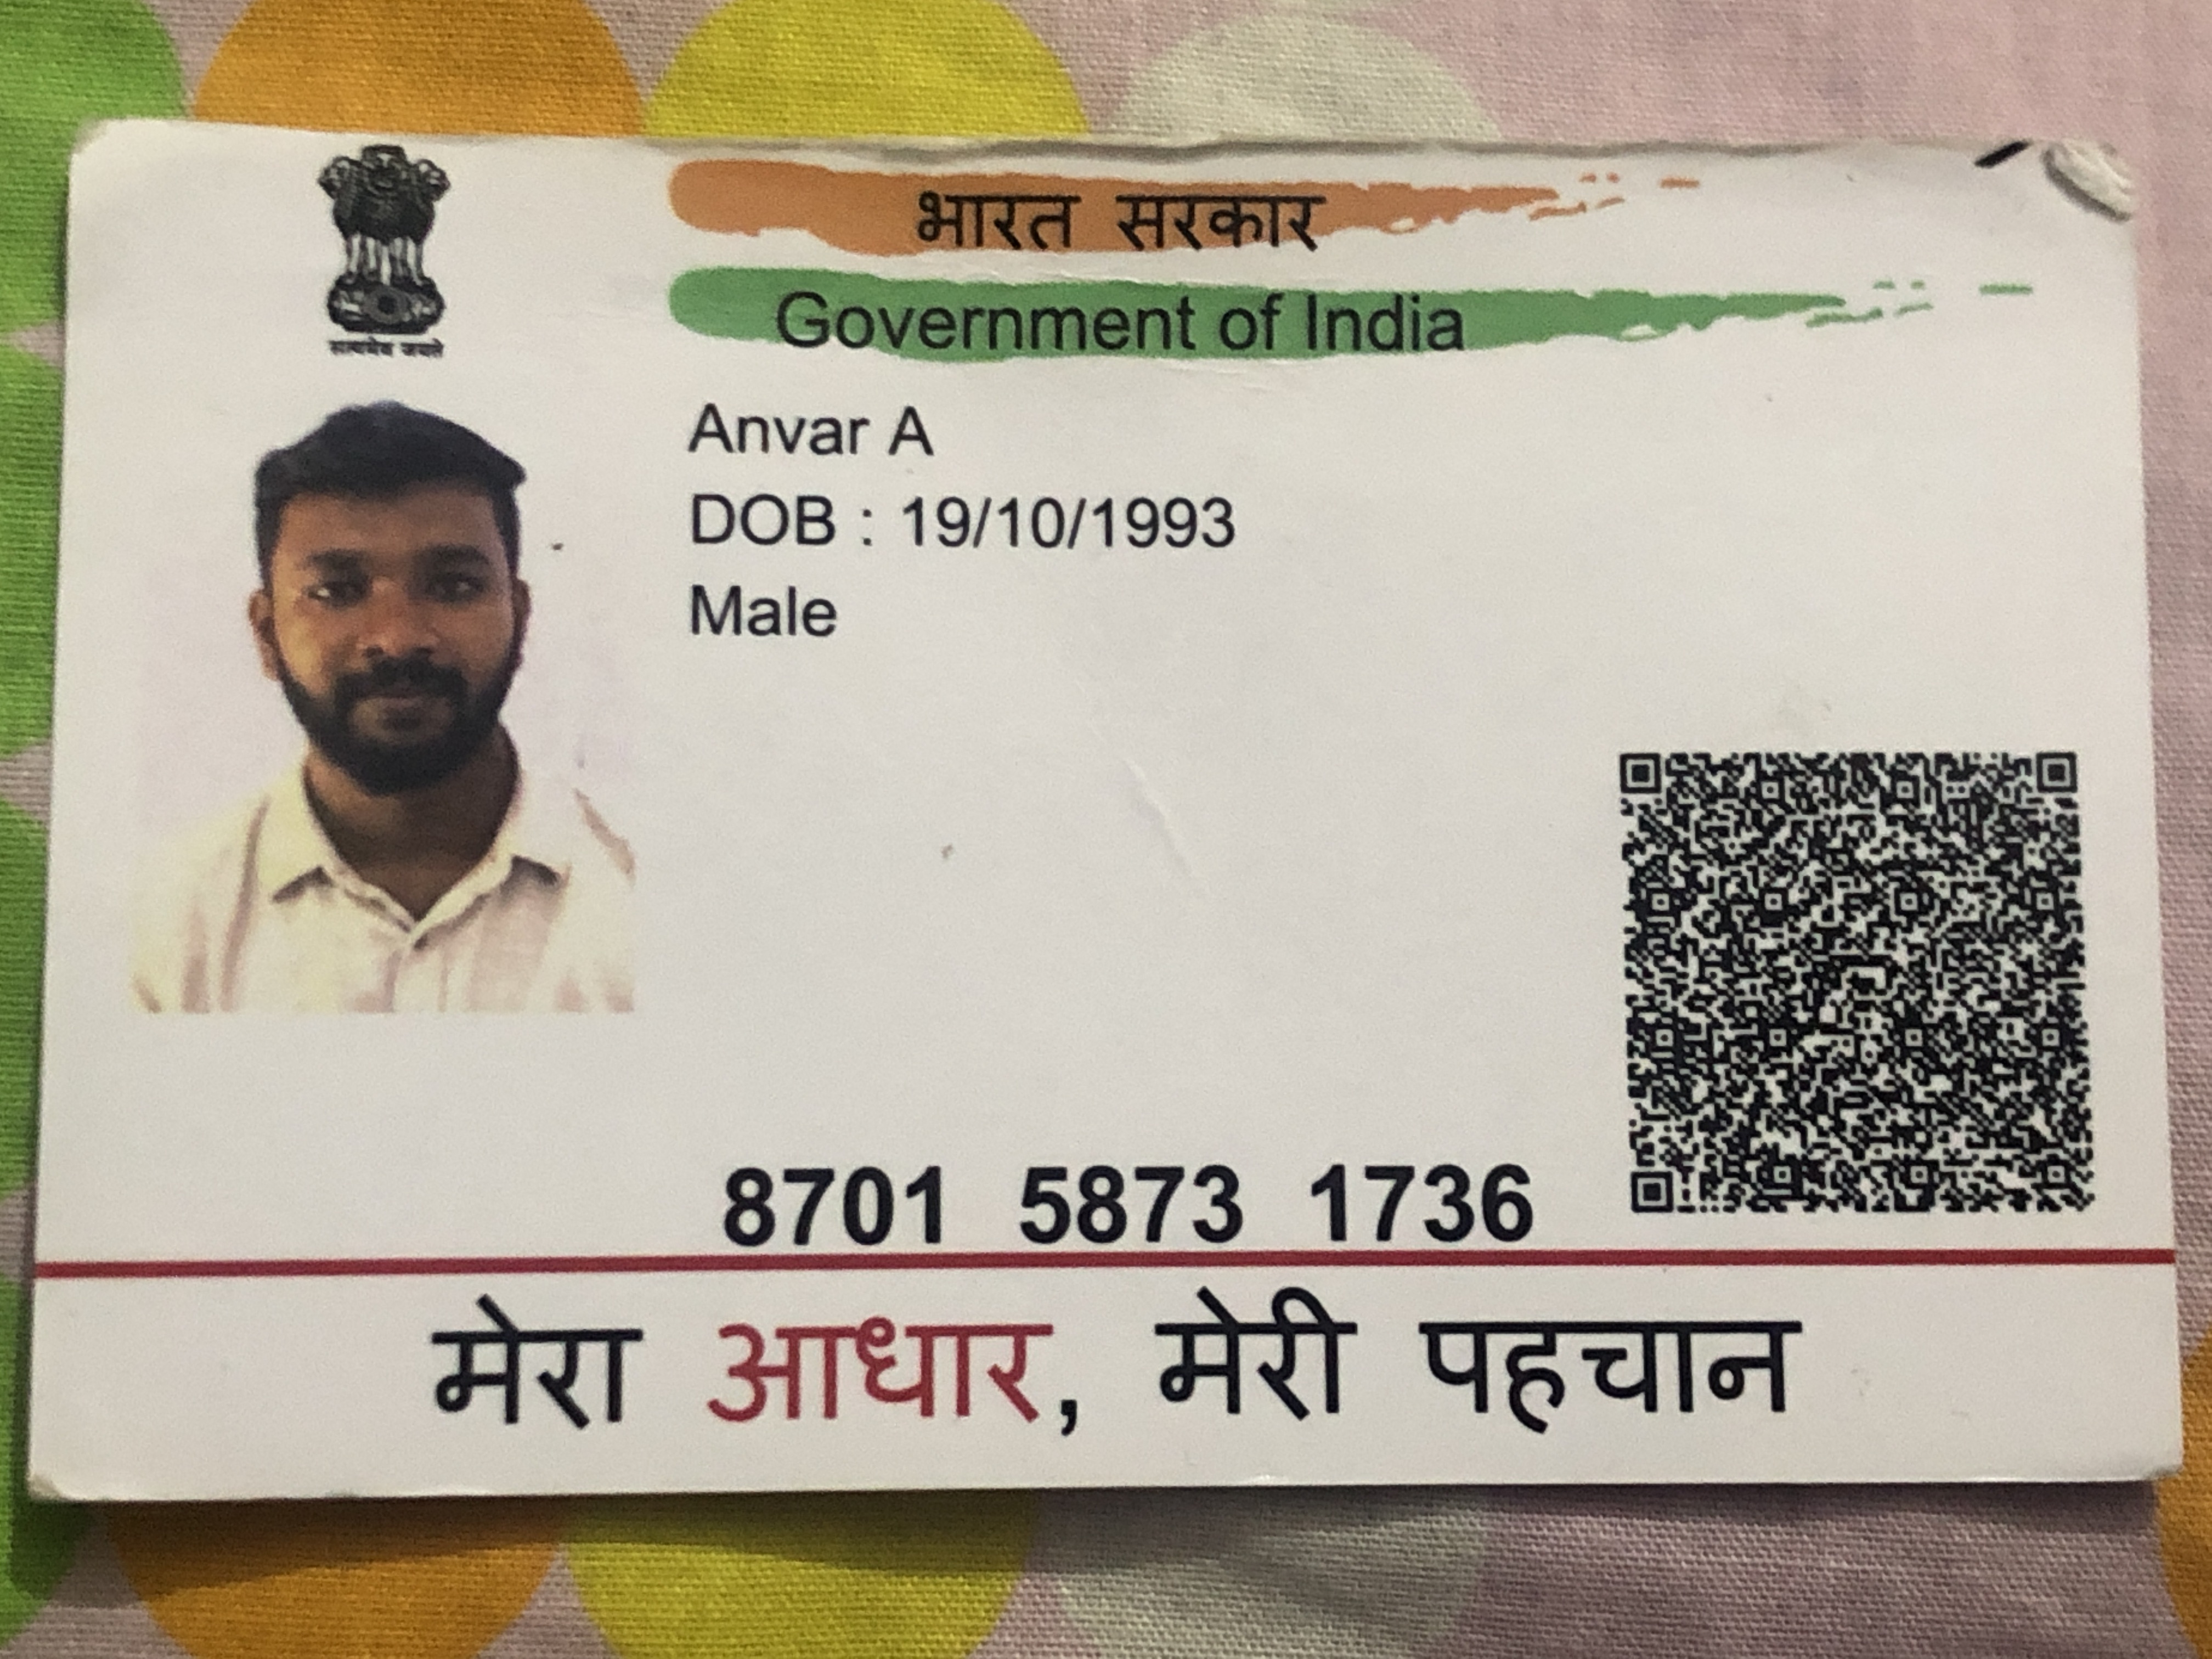 सत्यमेव जयते
भारत सरकार
Government of India
Anvar A
DOB : 19/10/1993
Male
8701 5873 1736
मेरा आधार, मेरी पहचान